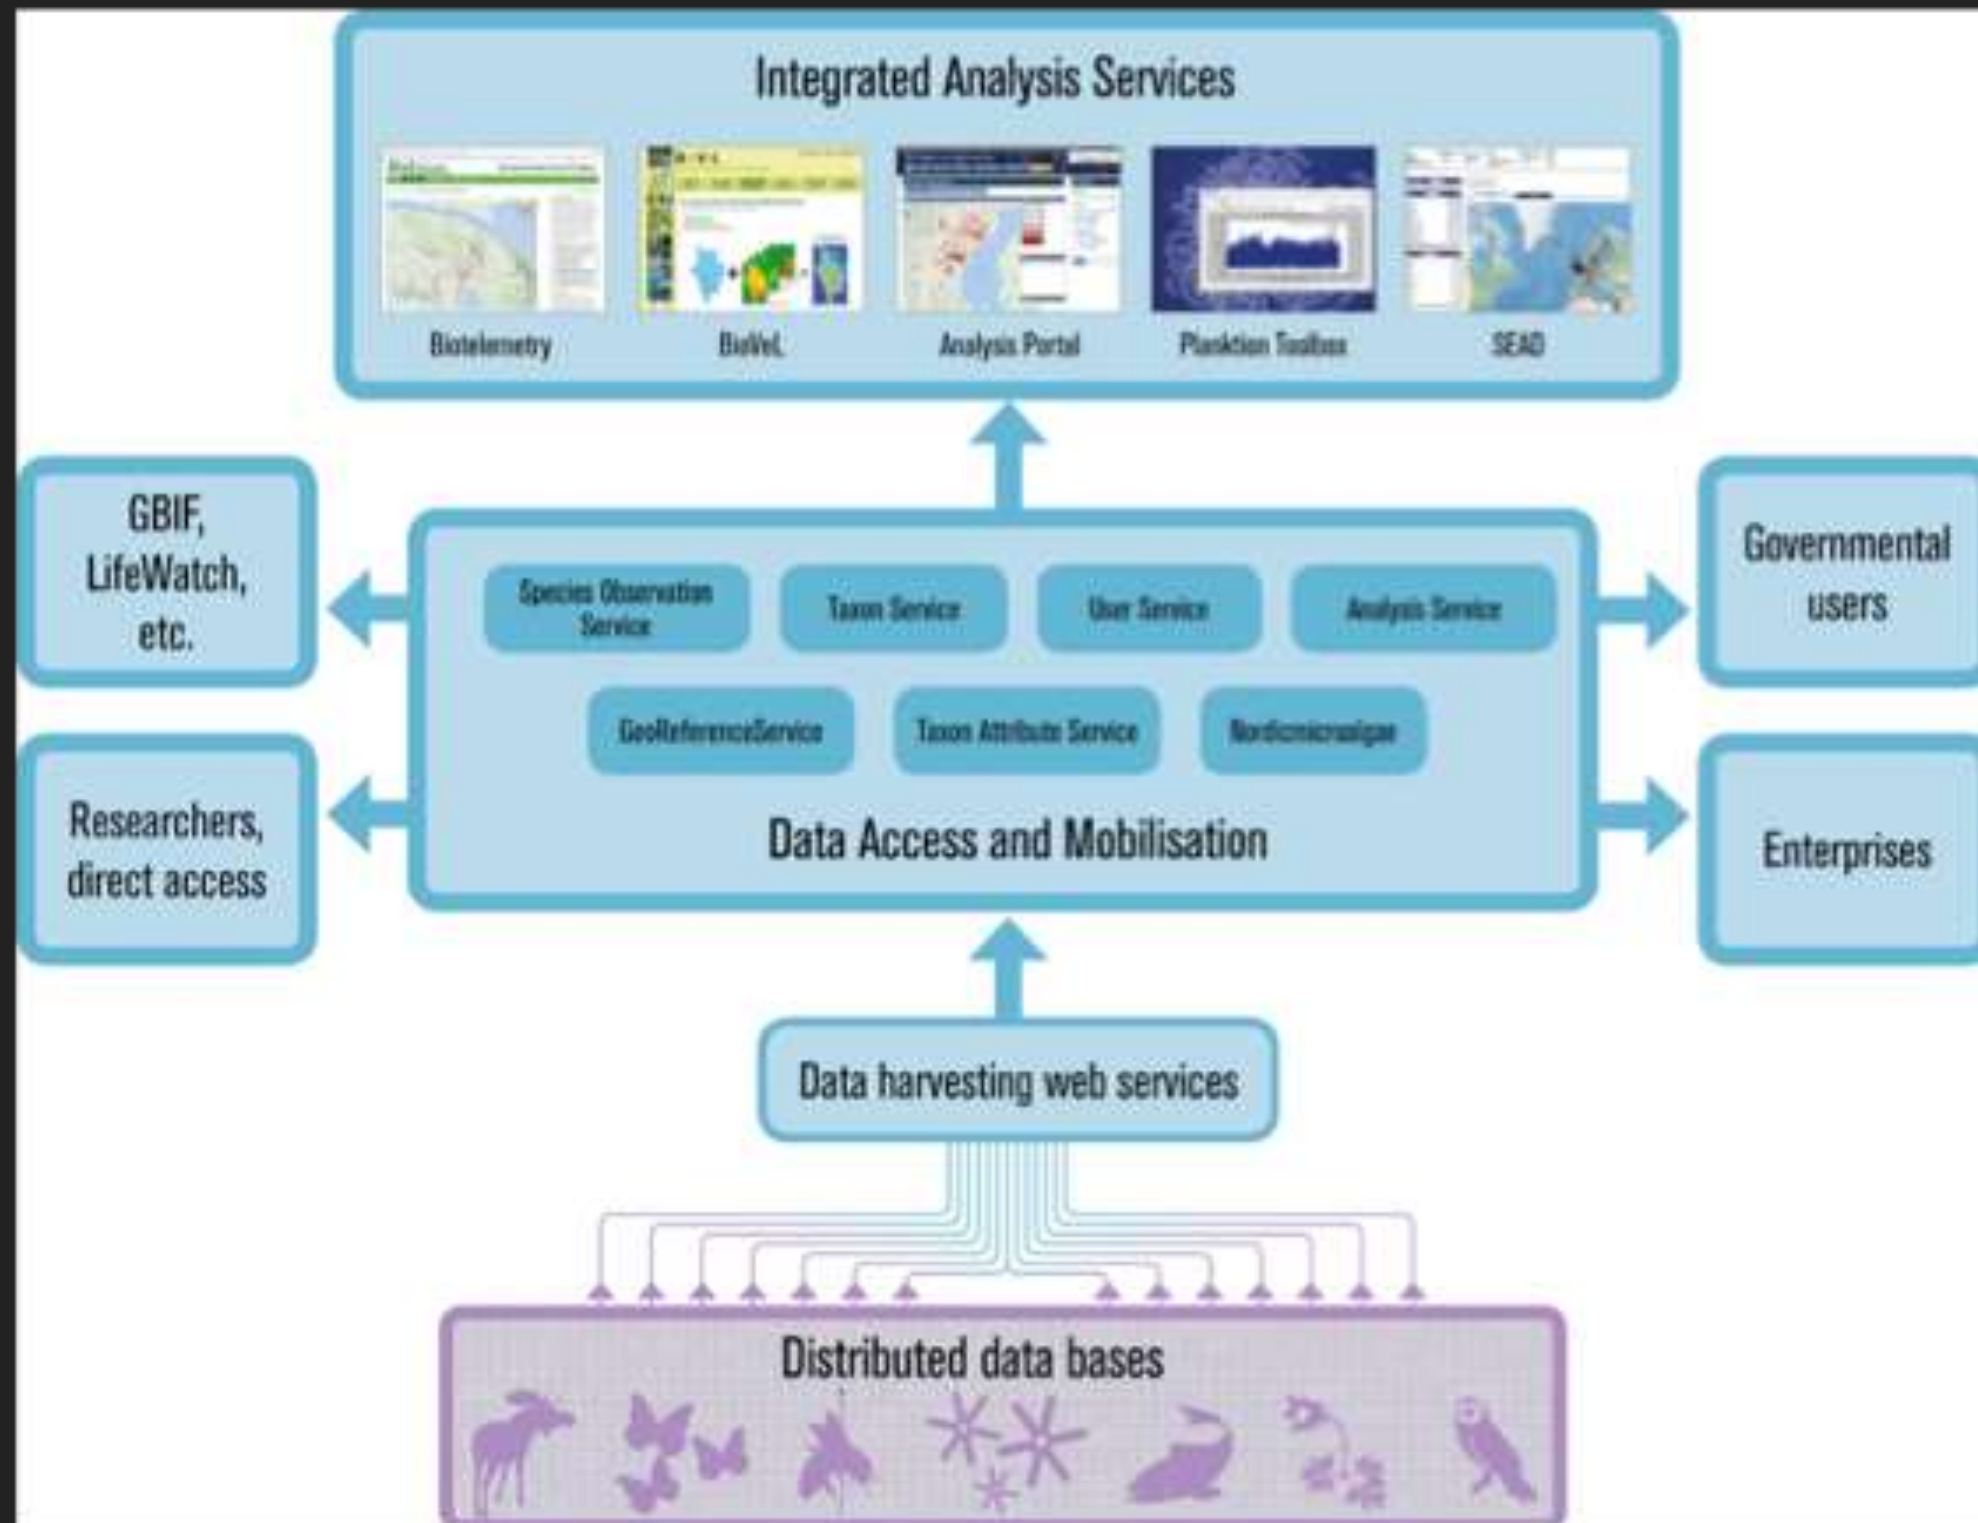 Integrated Analysis Services
Biotelemetry
BioVeL
Analysis Portal
Planktion Toolbox
SEAD
GBIF,
LifeWatch,
etc.
Governmental
users
Species Observation
Service
Taxon Service
User Service
Analysis Service
GeoReferenceService
Taxon Attribute Service
Nordicmicroalgae
Researchers,
direct access
Data Access and Mobilisation
Enterprises
Data harvesting web services
Distributed data bases